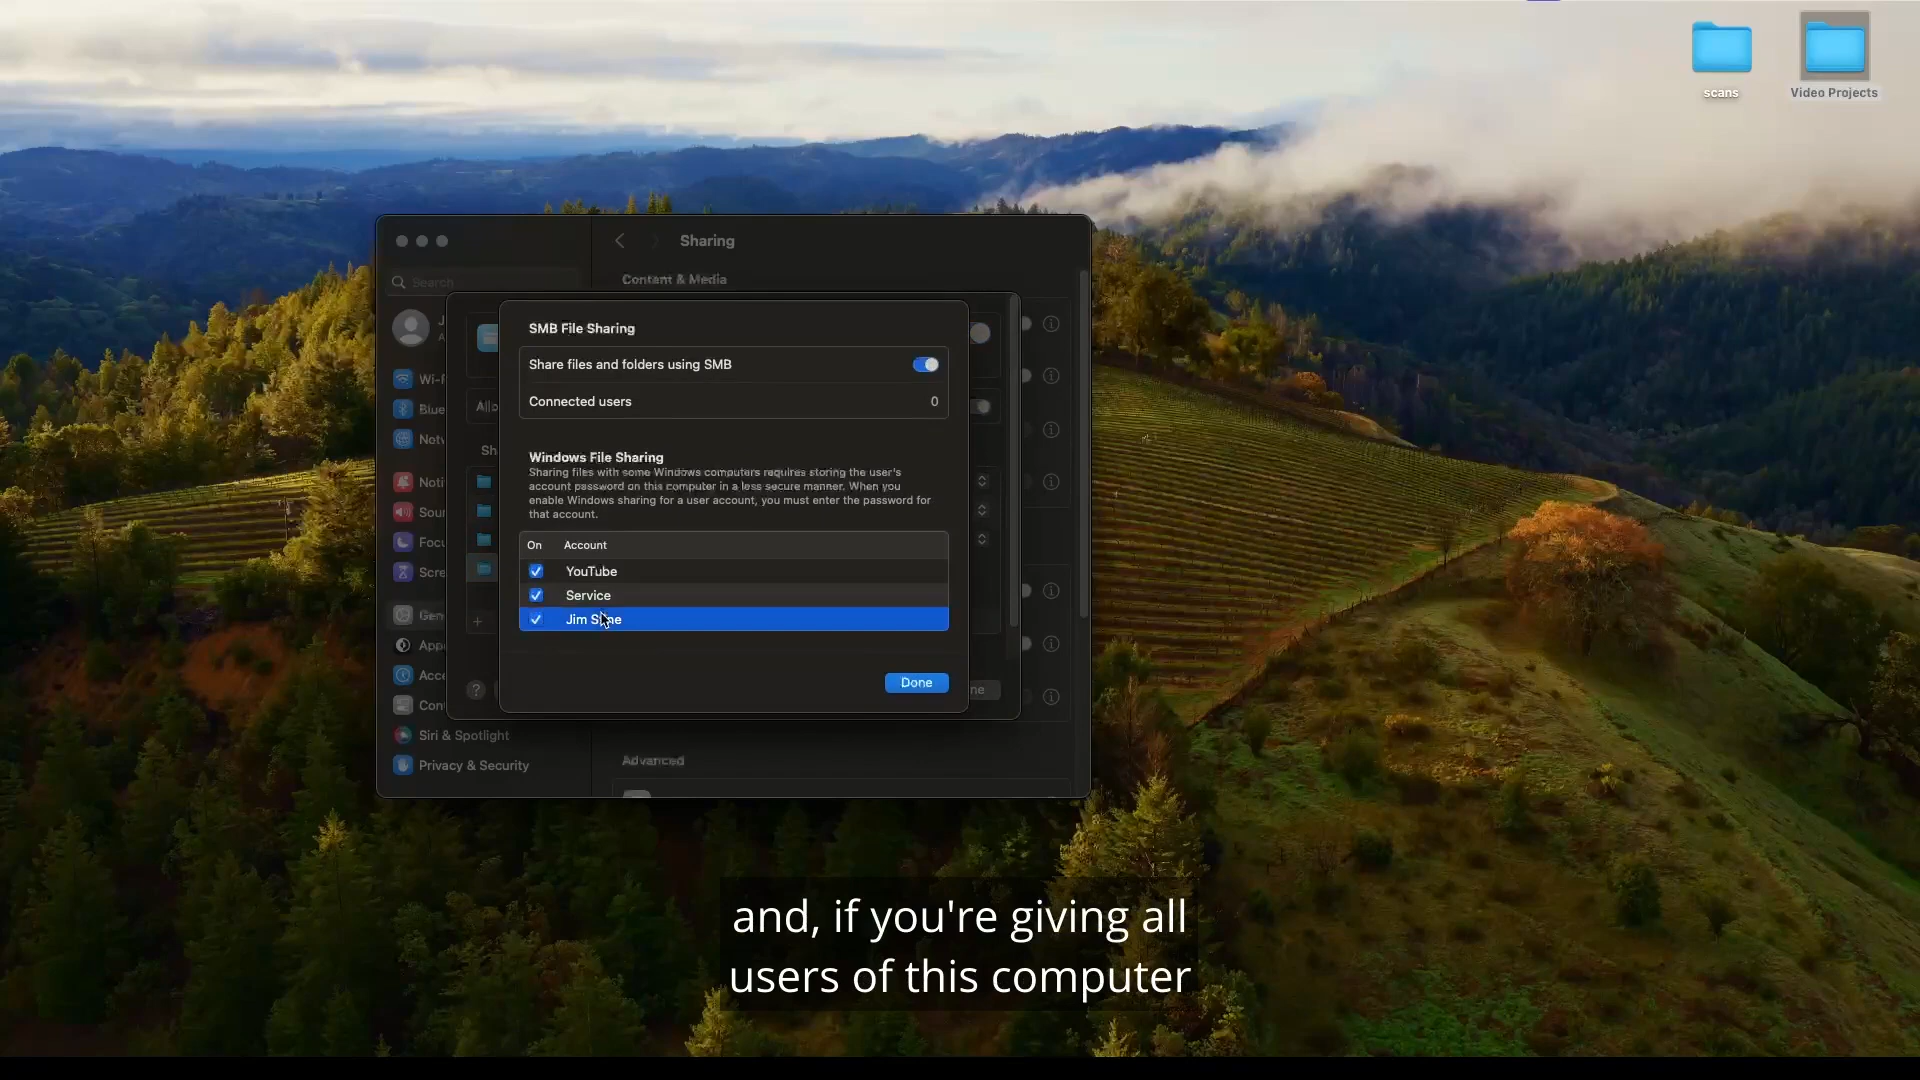 scans
Video Projects
Sharing
Search
Content & Media
SMB File Sharing
Share files and folders using SMB
Connected users
0
Windows File Sharing
Sharing files with some Windows computers requires storing the user's
account password on this computer in a less secure manner. When you
enable Windows sharing for a user account, you must enter the password for
that account.
On Account
YouTube
Service
Jim
Done
?
Siri & Spotlight
Privacy & Security
Advanced
and, if you're giving all
users of this computer